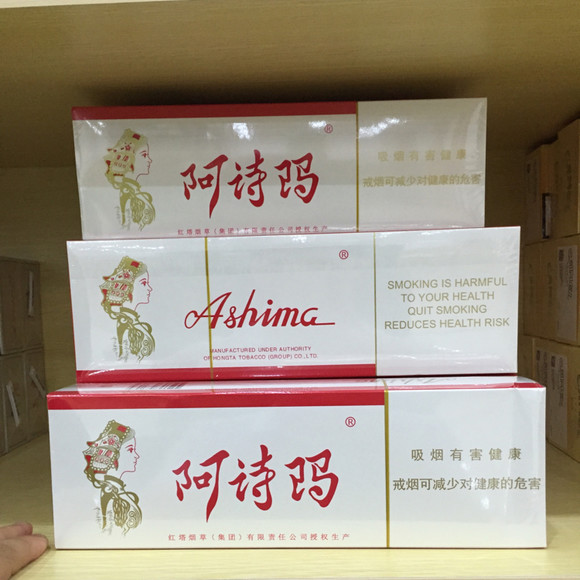 ®
阿诗玛
红塔烟草（集团）有限责任公司授权生产
吸烟有害健康
戒烟可减少对健康的危害
®
Ashima
MANUFACTURED UNDER AUTHORITY
OF HONGTA TOBACCO (GROUP) CO., LTD.
SMOKING IS HARMFUL
TO YOUR HEALTH
QUIT SMOKING
REDUCES HEALTH RISK
®
阿诗玛
红塔烟草（集团）有限责任公司授权生产
吸烟有害健康
戒烟可减少对健康的危害